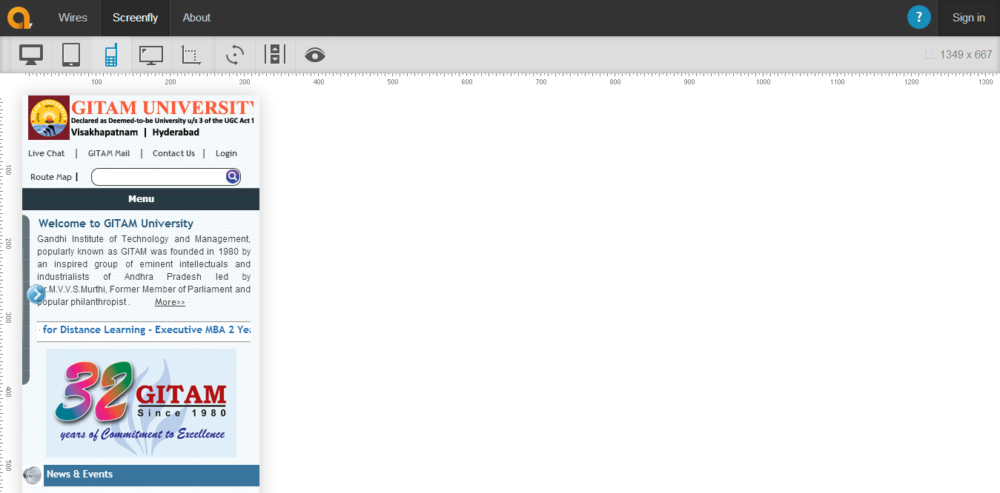 Wires Screenfly About ? Sign in
1349 x 667
100 200 300 400 500 600 700 800 900 1000 1100 1200 1300
GITAM UNIVERSITY
Declared as Deemed-to-be University u/s 3 of the UGC Act 1
Visakhapatnam | Hyderabad
Live Chat | GITAM Mail | Contact Us | Login
Route Map |
100
Menu
Welcome to GITAM University
Gandhi Institute of Technology and Management,
200
popularly known as GITAM was founded in 1980 by
an inspired group of eminent intellectuals and
industrialists of Andhra Pradesh led by
Dr.M.V.V.S.Murthi, Former Member of Parliament and
popular philanthropist . More>>
300
for Distance Learning - Executive MBA 2 Yea
32 GITAM
400
Since 1980
years of Commitment to Excellence
500
News & Events